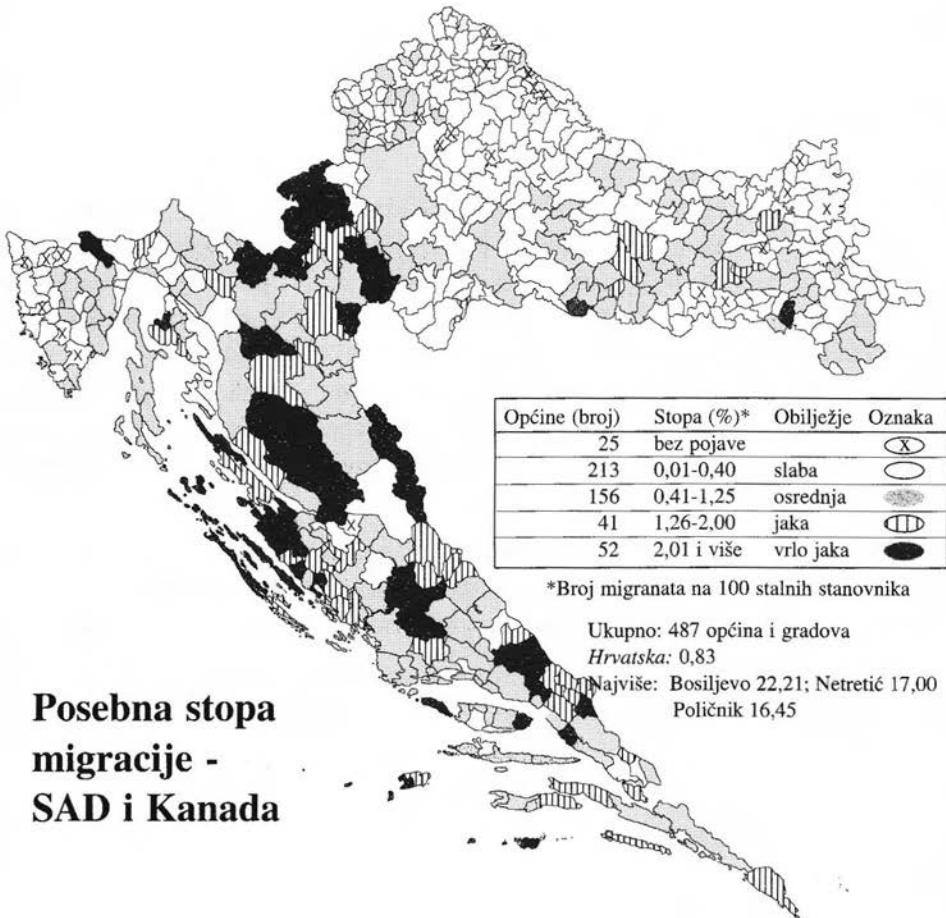 Općine (broj) Stopa (%)* Obilježje Oznaka
25 bez pojave X
213 0,01-0,40 slaba
156 0,41-1,25 osrednja
41 1,26-2,00 jaka
52 2,01 i više vrlo jaka
*Broj migranata na 100 stalnih stanovnika
Ukupno: 487 općina i gradova
Hrvatska: 0,83
Najviše: Bosiljevo 22,21; Netretić 17,00
Poličnik 16,45
Posebna stopa
migracije -
SAD i Kanada